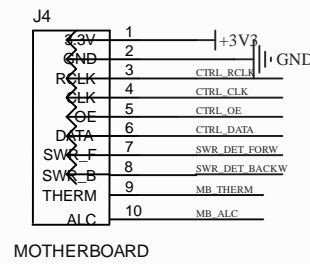 J4
3.3V 1 +3V3
GND 2 GND
RCLK 3 CTRL_RCLK
CLK 4 CTRL_CLK
OE 5 CTRL_OE
DATA 6 CTRL_DATA
SWR_F 7 SWR_DET_FORW
SWR_B 8 SWR_DET_BACKW
THERM 9 MB_THERM
ALC 10 MB_ALC
MOTHERBOARD